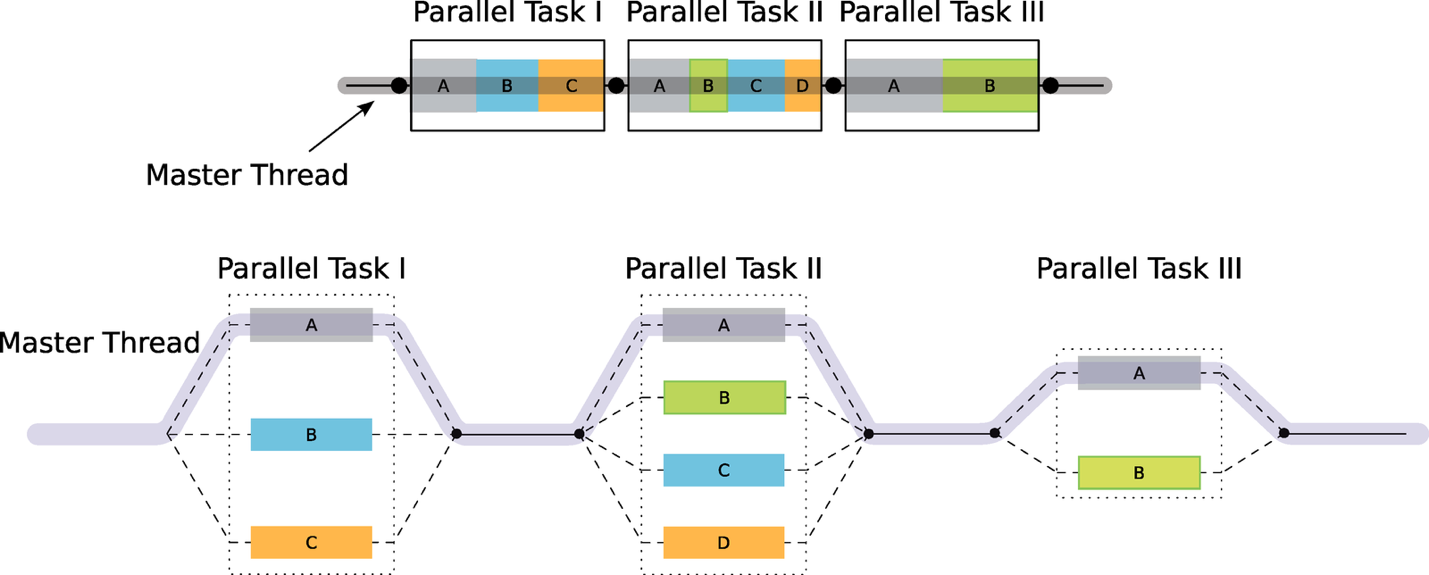 Parallel Task I Parallel Task II Parallel Task III
A B C A B C D A B
Master Thread
Parallel Task I Parallel Task II Parallel Task III
A A
Master Thread
A
B
B
C
B
C D